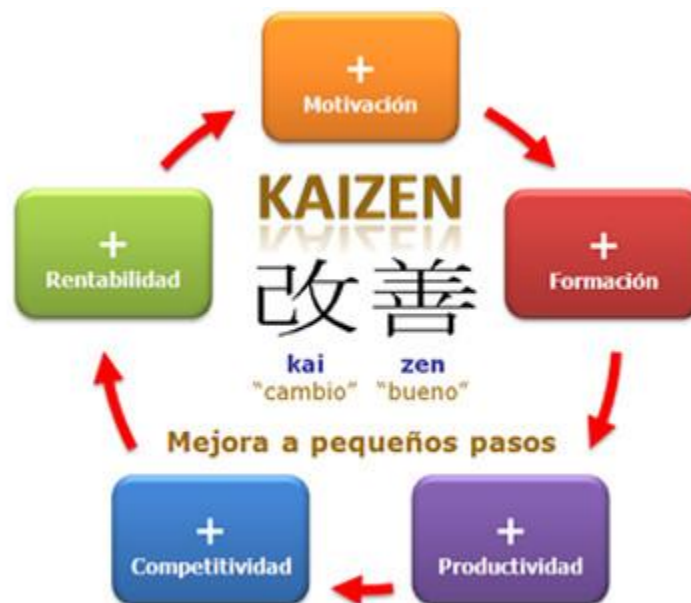 +
Motivación
+
Rentabilidad
KAIZEN
+
Formación
改善
kai zen
"cambio" "bueno"
Mejora a pequeños pasos
+
Competitividad
+
Productividad